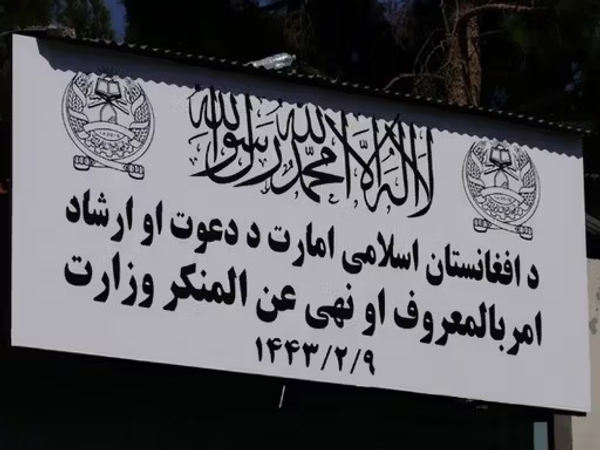 لا اله الا الله محمد رسول الله
د افغانستان اسلامی امارت د دعوت او ارشاد
امربالمعروف او نهی عن المنکر وزارت
۱۴۴۳/۲/۹